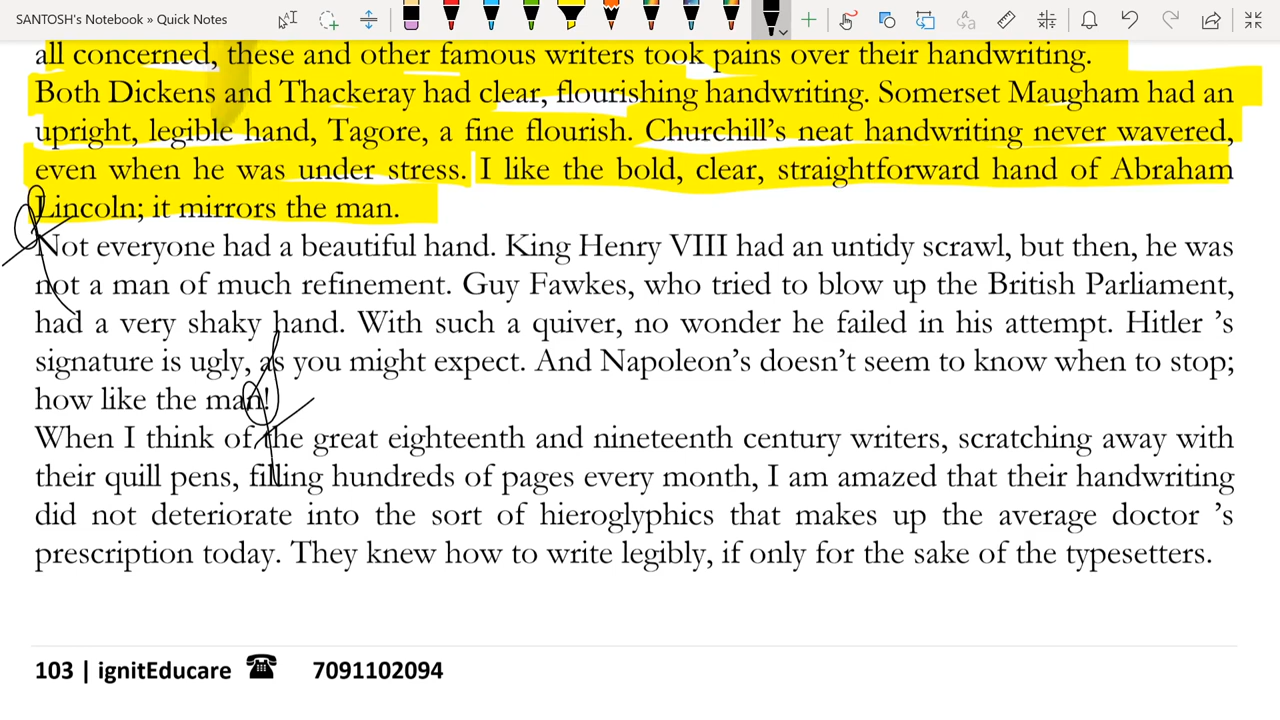 SANTOSH's Notebook » Quick Notes
all concerned, these and other famous writers took pains over their handwriting.
Both Dickens and Thackeray had clear, flourishing handwriting. Somerset Maugham had an
upright, legible hand, Tagore, a fine flourish. Churchill's neat handwriting never wavered,
even when he was under stress. I like the bold, clear, straightforward hand of Abraham
Lincoln; it mirrors the man.
Not everyone had a beautiful hand. King Henry VIII had an untidy scrawl, but then, he was
not a man of much refinement. Guy Fawkes, who tried to blow up the British Parliament,
had a very shaky hand. With such a quiver, no wonder he failed in his attempt. Hitler 's
signature is ugly, as you might expect. And Napoleon's doesn't seem to know when to stop;
how like the man!
When I think of the great eighteenth and nineteenth century writers, scratching away with
their quill pens, filling hundreds of pages every month, I am amazed that their handwriting
did not deteriorate into the sort of hieroglyphics that makes up the average doctor 's
prescription today. They knew how to write legibly, if only for the sake of the typesetters.
103 | ignitEducare ☎ 7091102094